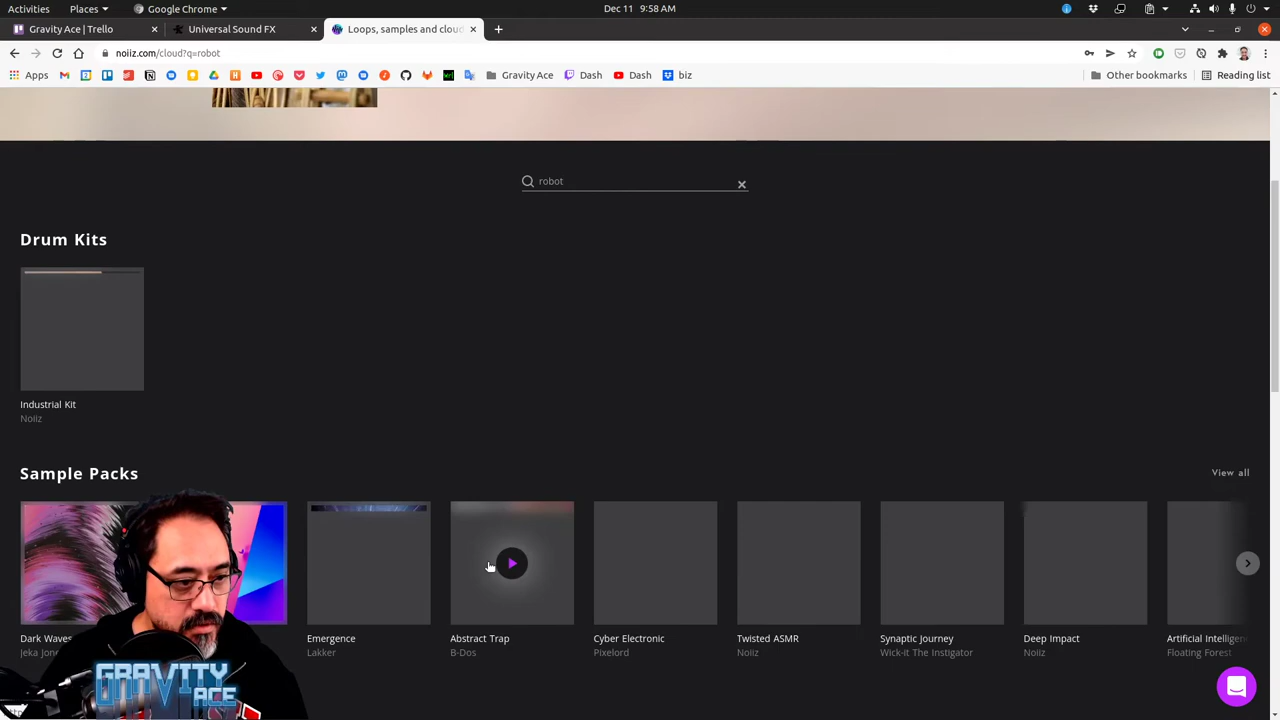 Activities Places Google Chrome Dec 11 9:58 AM
Gravity Ace | Trello Universal Sound FX Loops, samples and cloud
noiiz.com/cloud?q=robot
Apps Gravity Ace Dash Dash biz Other bookmarks Reading list
robot
Drum Kits
Industrial Kit
Noiiz
Sample Packs View all
Dark Waves Emergence Abstract Trap Cyber Electronic Twisted ASMR Synaptic Journey Deep Impact Artificial
Lakker B-Dos Pixelord Noiiz Wick-it The Instigator Noiiz Floating Forest
GRAVITY
ACE